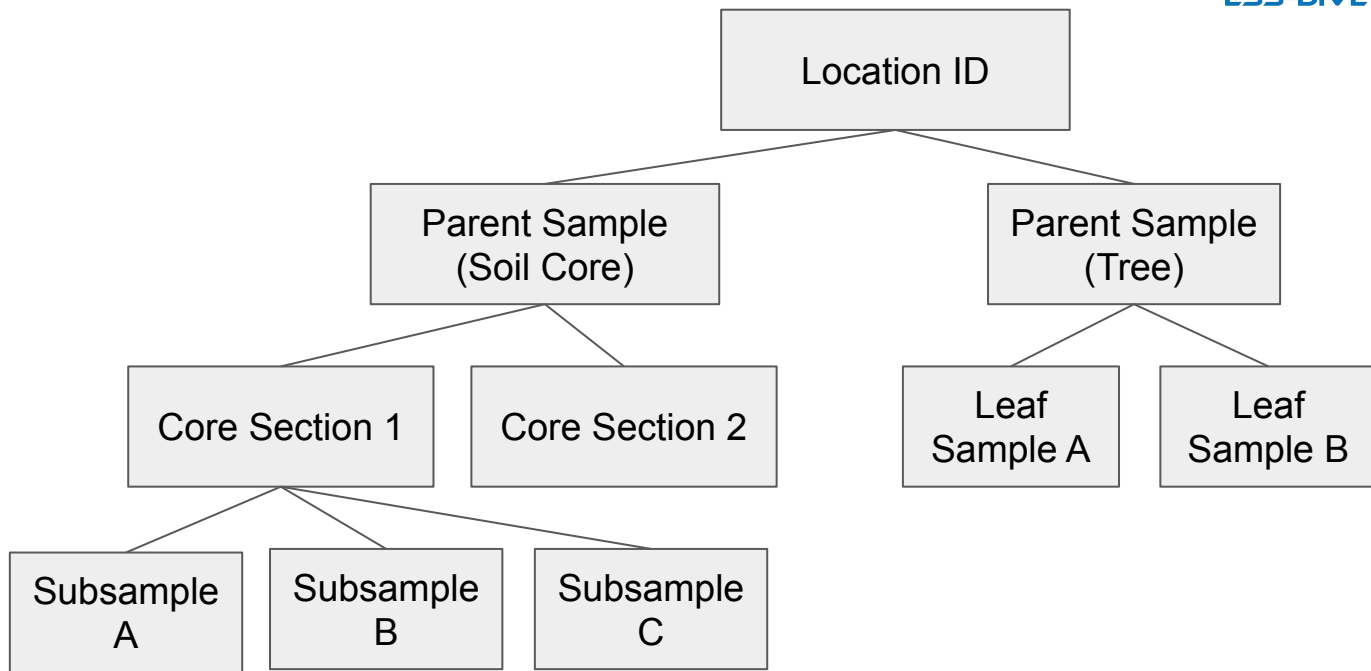 Location ID
Parent Sample
(Soil Core)
Parent Sample
(Tree)
Core Section 1
Core Section 2
Leaf
Sample A
Leaf
Sample B
Subsample
A
Subsample
B
Subsample
C